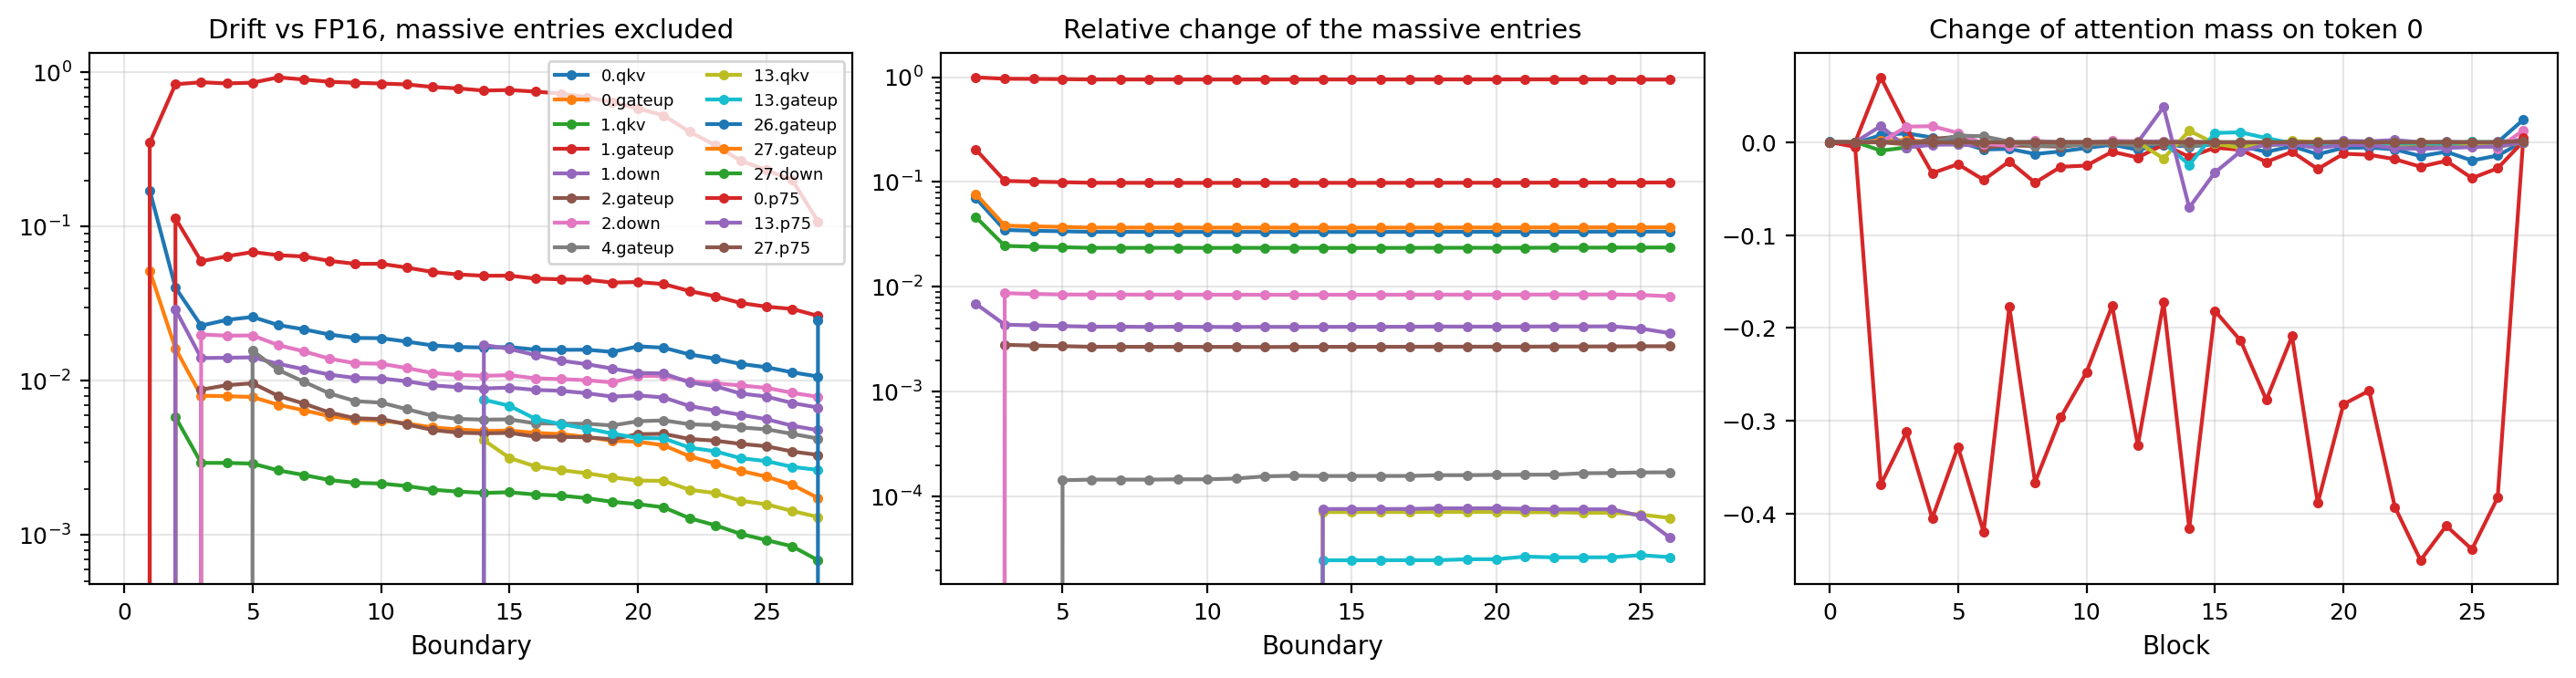 Drift vs FP16, massive entries excluded
10⁰
10⁻¹
10⁻²
10⁻³
0.qkv
0.gateup
1.qkv
1.gateup
1.down
2.gateup
2.down
4.gateup
13.qkv
13.gateup
26.gateup
27.gateup
27.down
0.p75
13.p75
27.p75
0 5 10 15 20 25
Boundary
Relative change of the massive entries
10⁰
10⁻¹
10⁻²
10⁻³
10⁻⁴
5 10 15 20 25
Boundary
Change of attention mass on token 0
0.0
−0.1
−0.2
−0.3
−0.4
0 5 10 15 20 25
Block